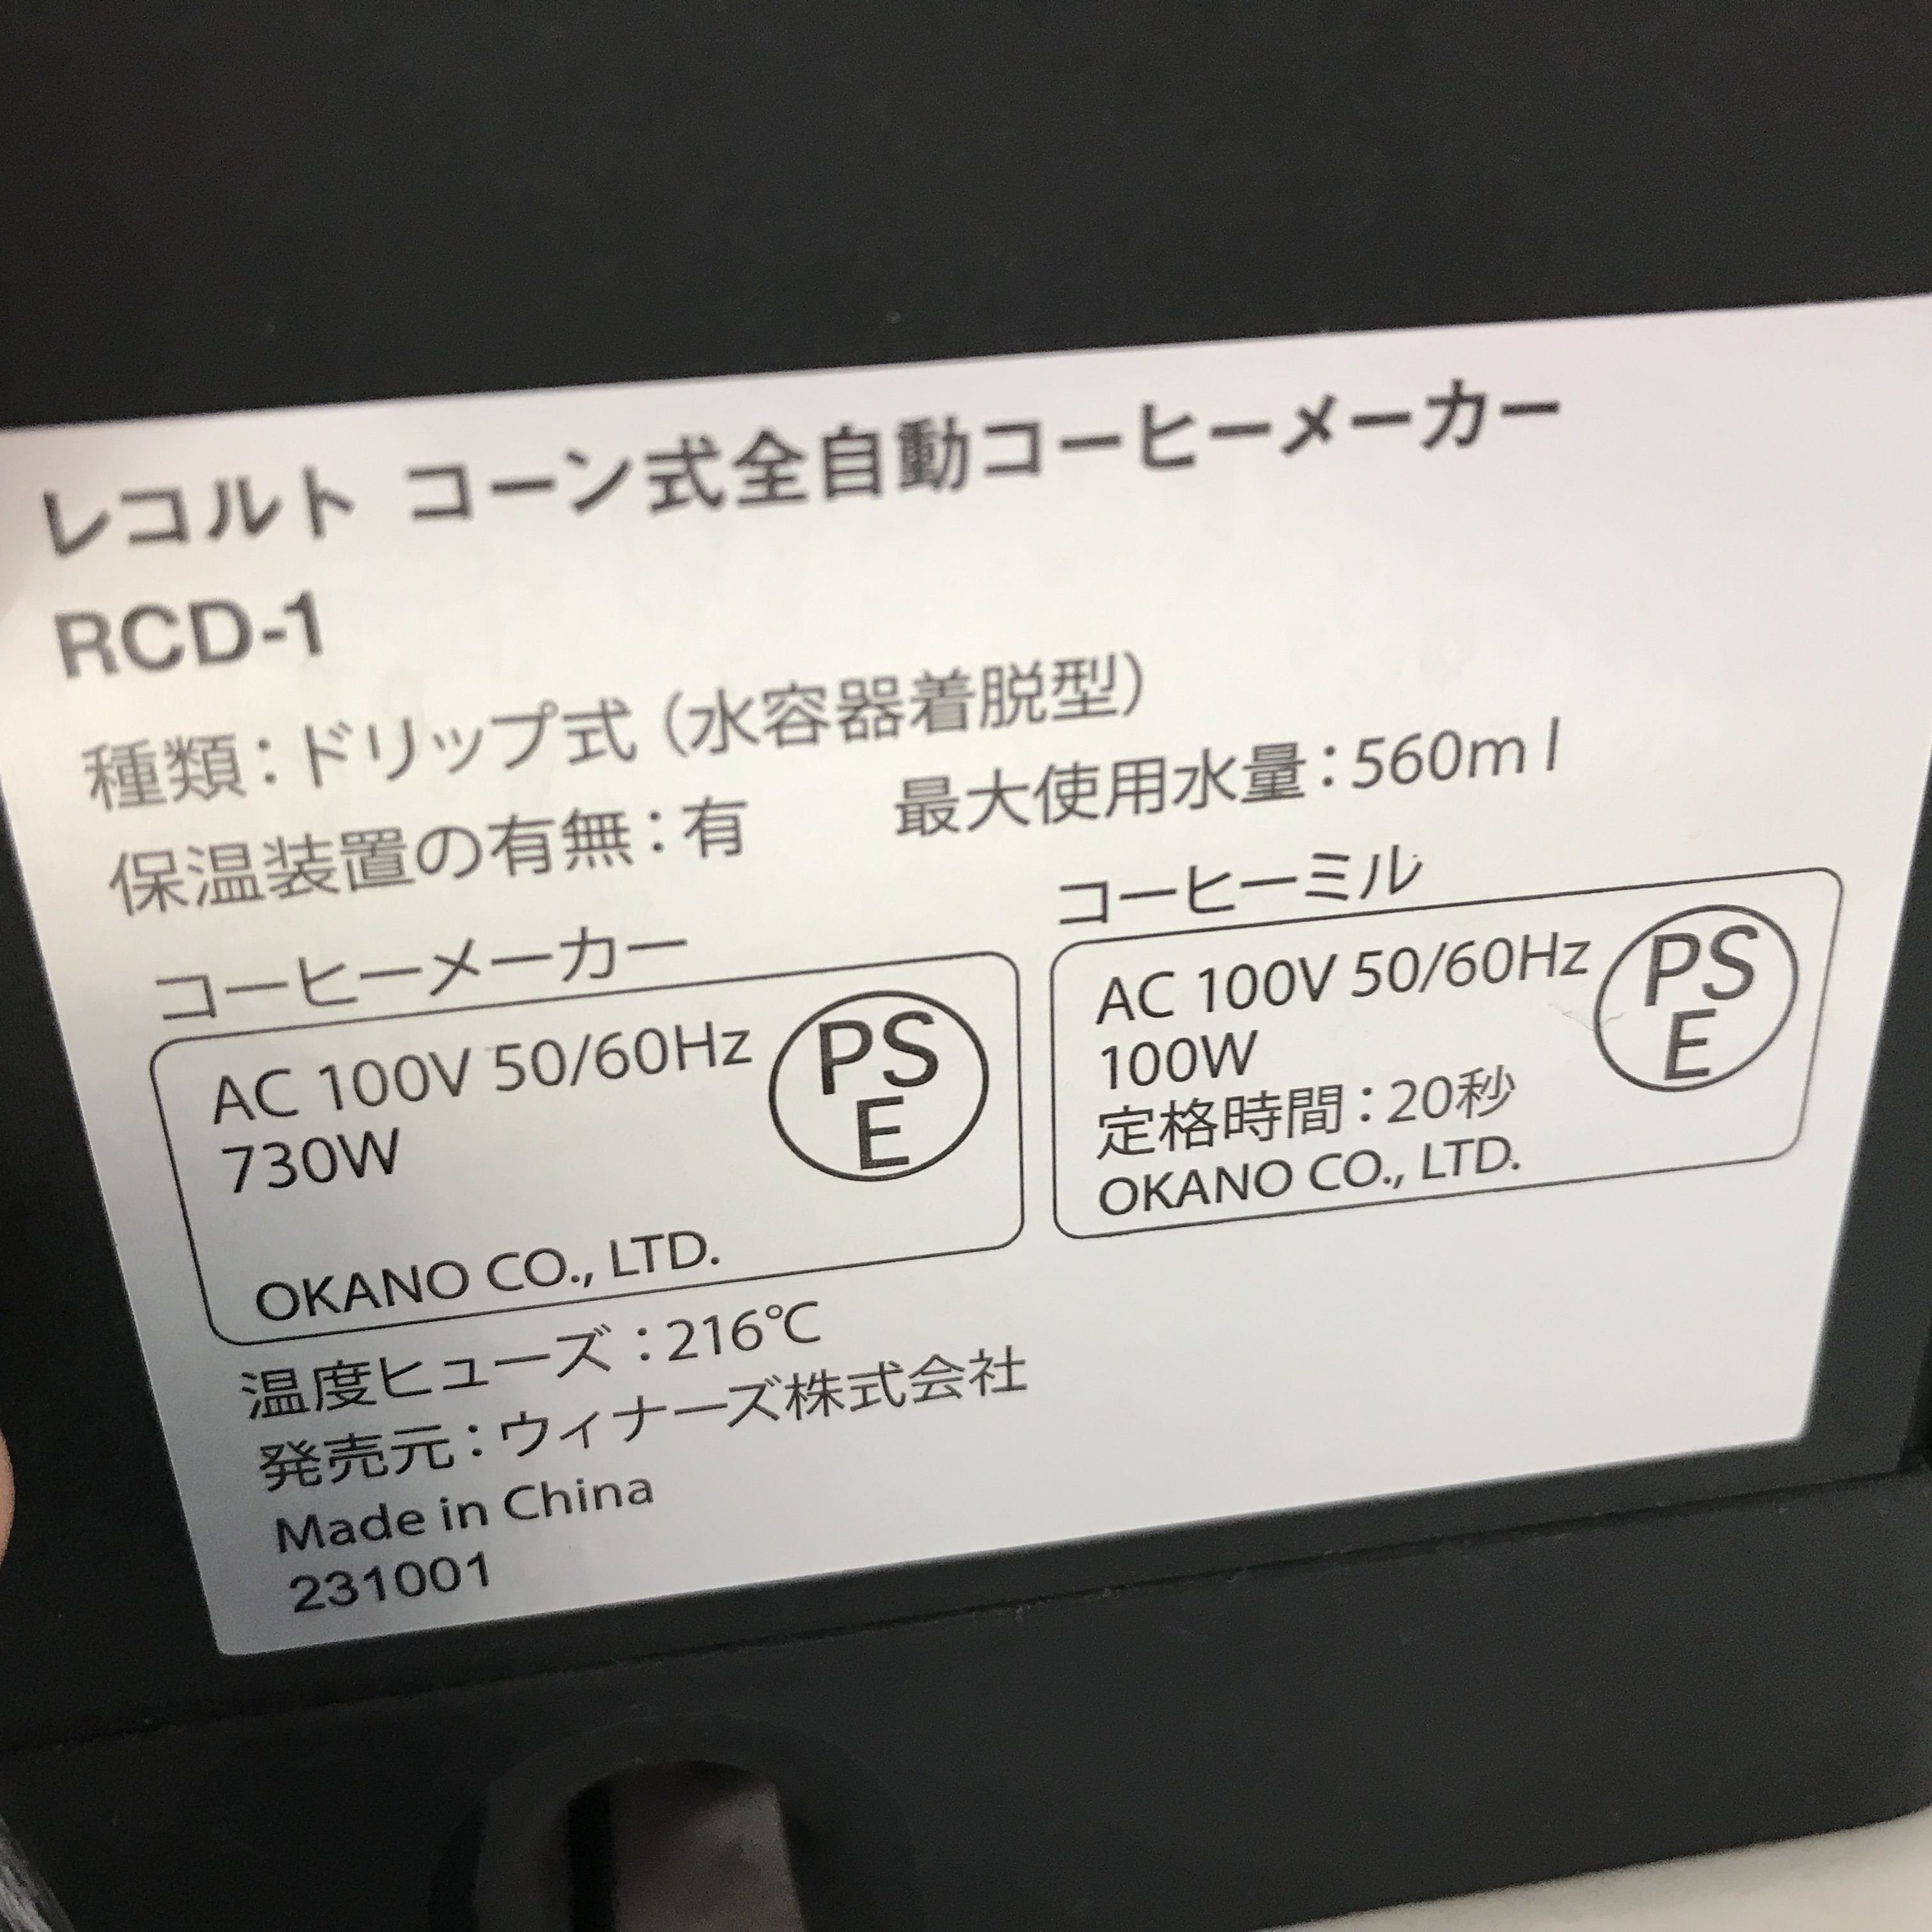 レコルト コーン式全自動コーヒーメーカー
RCD-1
種類：ドリップ式（水容器着脱型）
保温装置の有無：有 最大使用水量：560ml
コーヒーメーカー
AC 100V 50/60Hz
730W
PS
E
OKANO CO., LTD.
コーヒーミル
AC 100V 50/60Hz
100W
定格時間：20秒
OKANO CO., LTD.
PS
E
温度ヒューズ：216℃
発売元：ウィナーズ株式会社
Made in China
231001